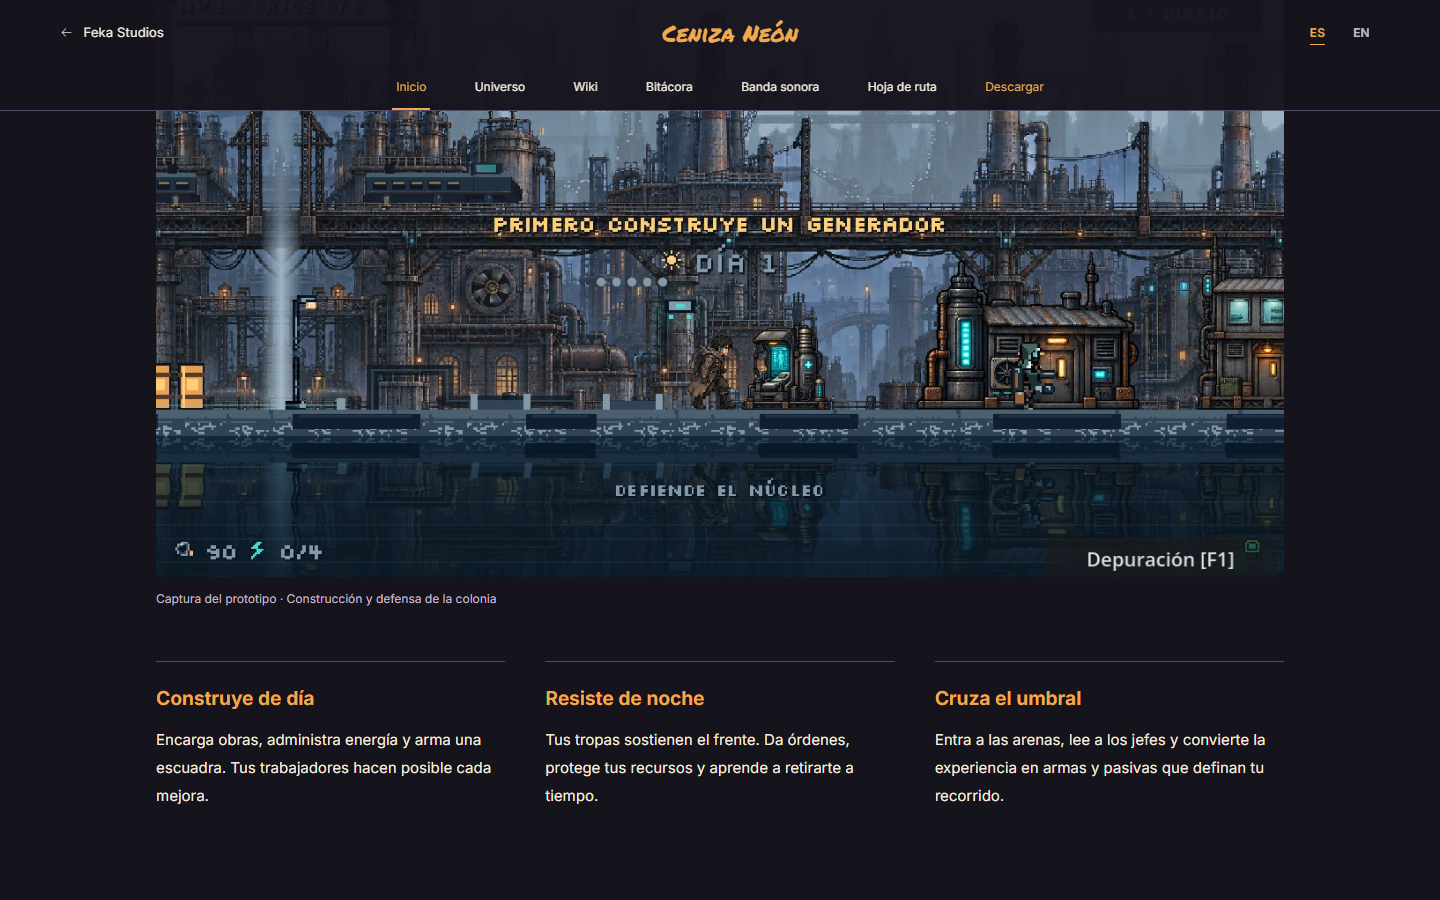 ← Feka Studios
Ceniza Neón
ES EN
Inicio Universo Wiki Bitácora Banda sonora Hoja de ruta Descargar
PRIMERO CONSTRUYE UN GENERADOR
DÍA 1
DEFIENDE EL NÚCLEO
90 0/4
Depuración [F1]
Captura del prototipo · Construcción y defensa de la colonia
Construye de día
Encarga obras, administra energía y arma una
escuadra. Tus trabajadores hacen posible cada
mejora.
Resiste de noche
Tus tropas sostienen el frente. Da órdenes,
protege tus recursos y aprende a retirarte a
tiempo.
Cruza el umbral
Entra a las arenas, lee a los jefes y convierte la
experiencia en armas y pasivas que definan tu
recorrido.